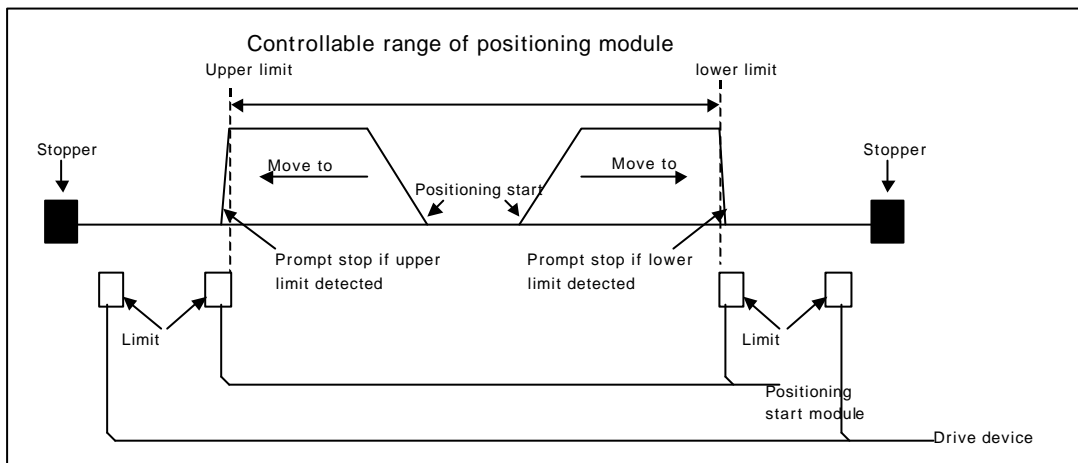 Controllable range of positioning module
Upper limit
lower limit
Stopper
Stopper
Move to
Move to
Positioning start
Prompt stop if upper
limit detected
Prompt stop if lower
limit detected
Limit
Limit
Positioning
start module
Drive device